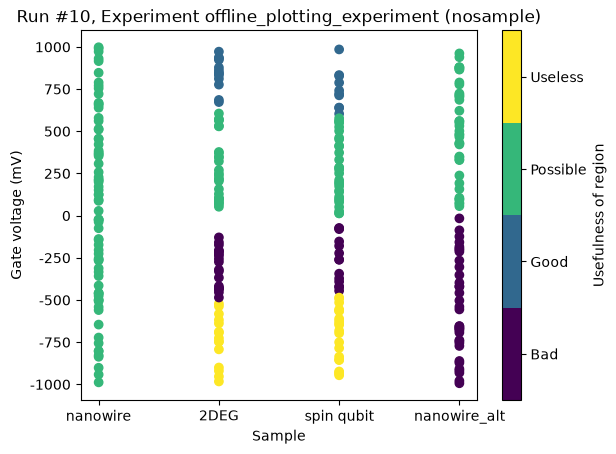 Run #10, Experiment offline_plotting_experiment (nosample)
1000
750
500
250
0
-250
-500
-750
-1000
Gate voltage (mV)
nanowire
2DEG
spin qubit
nanowire_alt
Sample
Useless
Possible
Good
Bad
Usefulness of region